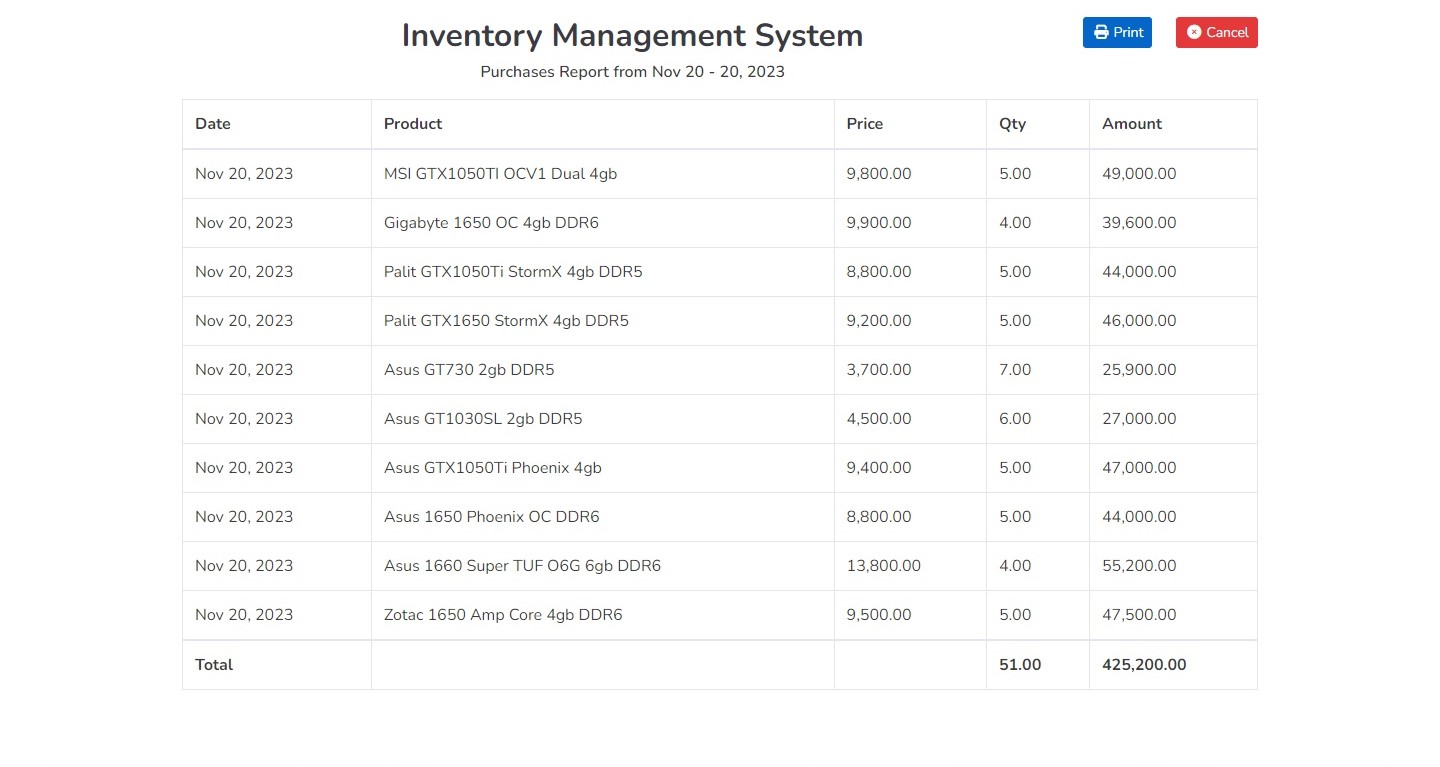 Inventory Management System
Print
Cancel
Purchases Report from Nov 20 - 20, 2023
Date Product Price Qty Amount
Nov 20, 2023 MSI GTX1050TI OCV1 Dual 4gb 9,800.00 5.00 49,000.00
Nov 20, 2023 Gigabyte 1650 OC 4gb DDR6 9,900.00 4.00 39,600.00
Nov 20, 2023 Palit GTX1050Ti StormX 4gb DDR5 8,800.00 5.00 44,000.00
Nov 20, 2023 Palit GTX1650 StormX 4gb DDR5 9,200.00 5.00 46,000.00
Nov 20, 2023 Asus GT730 2gb DDR5 3,700.00 7.00 25,900.00
Nov 20, 2023 Asus GT1030SL 2gb DDR5 4,500.00 6.00 27,000.00
Nov 20, 2023 Asus GTX1050Ti Phoenix 4gb 9,400.00 5.00 47,000.00
Nov 20, 2023 Asus 1650 Phoenix OC DDR6 8,800.00 5.00 44,000.00
Nov 20, 2023 Asus 1660 Super TUF O6G 6gb DDR6 13,800.00 4.00 55,200.00
Nov 20, 2023 Zotac 1650 Amp Core 4gb DDR6 9,500.00 5.00 47,500.00
Total 51.00 425,200.00